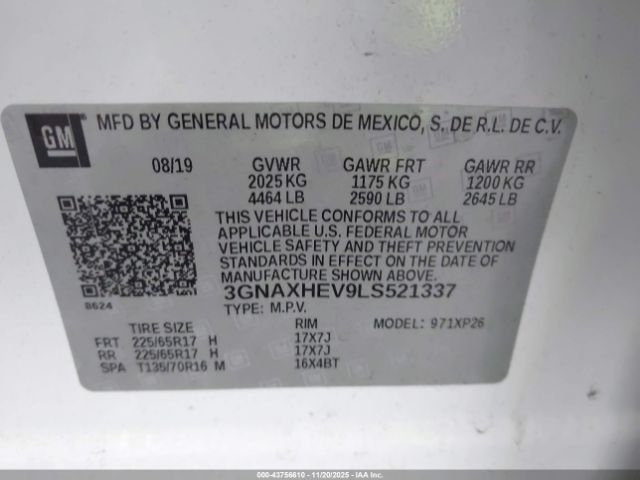 GM
MFD BY GENERAL MOTORS DE MEXICO, S. DE R.L. DE C.V.
08/19 GVWR GAWR FRT GAWR RR
2025 KG 1175 KG 1200 KG
4464 LB 2590 LB 2645 LB
THIS VEHICLE CONFORMS TO ALL
APPLICABLE U.S. FEDERAL MOTOR
VEHICLE SAFETY AND THEFT PREVENTION
STANDARDS IN EFFECT ON THE DATE OF
MANUFACTURE SHOWN ABOVE.
3GNAXHEV9LS521337
8624
TYPE: M.P.V.
TIRE SIZE RIM MODEL: 971XP26
FRT 225/65R17 H 17X7J
RR 225/65R17 H 17X7J
SPA T135/70R16 M 16X4BT
000-43756610 - 11/20/2025 - IAA, Inc.